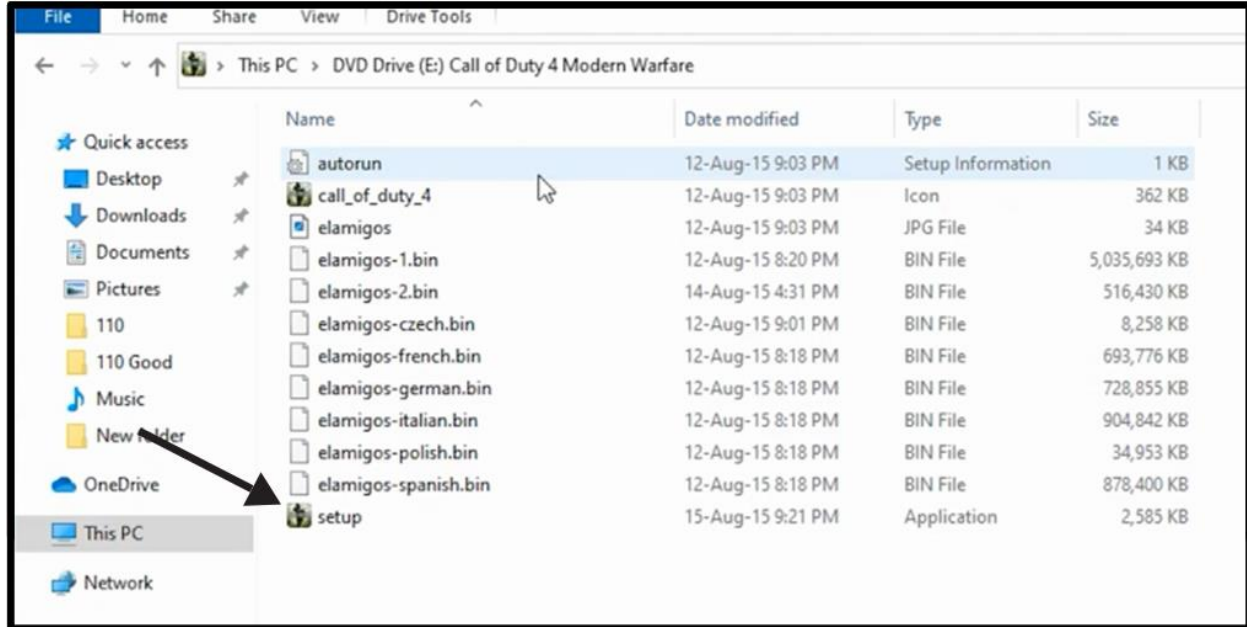 File Home Share View Drive Tools
This PC > DVD Drive (E:) Call of Duty 4 Modern Warfare
Name Date modified Type Size
Quick access
Desktop
Downloads
Documents
Pictures
110
110 Good
Music
New folder
OneDrive
This PC
Network
autorun 12-Aug-15 9:03 PM Setup Information 1 KB
call_of_duty_4 12-Aug-15 9:03 PM Icon 362 KB
elamigos 12-Aug-15 9:03 PM JPG File 34 KB
elamigos-1.bin 12-Aug-15 8:20 PM BIN File 5,035,693 KB
elamigos-2.bin 14-Aug-15 4:31 PM BIN File 516,430 KB
elamigos-czech.bin 12-Aug-15 9:01 PM BIN File 8,258 KB
elamigos-french.bin 12-Aug-15 8:18 PM BIN File 693,776 KB
elamigos-german.bin 12-Aug-15 8:18 PM BIN File 728,855 KB
elamigos-italian.bin 12-Aug-15 8:18 PM BIN File 904,842 KB
elamigos-polish.bin 12-Aug-15 8:18 PM BIN File 34,953 KB
elamigos-spanish.bin 12-Aug-15 8:18 PM BIN File 878,400 KB
setup 15-Aug-15 9:21 PM Application 2,585 KB